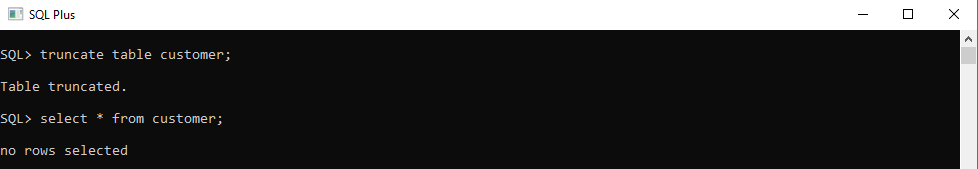 SQL Plus
SQL> truncate table customer;
Table truncated.
SQL> select * from customer;
no rows selected